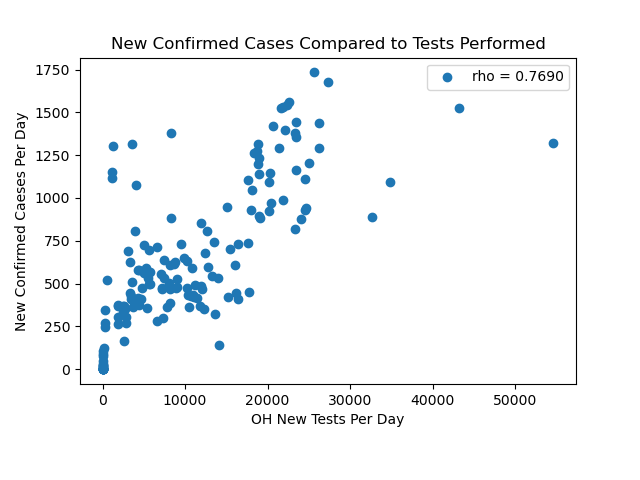 New Confirmed Cases Compared to Tests Performed
rho = 0.7690
New Confirmed Caeses Per Day
1750
1500
1250
1000
750
500
250
0
0 10000 20000 30000 40000 50000
OH New Tests Per Day